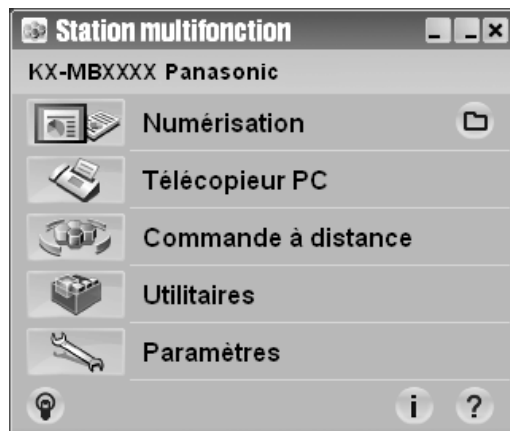 Station multifonction
KX-MBXXXX Panasonic
Numérisation
Télécopieur PC
Commande à distance
Utilitaires
Paramètres
i ?